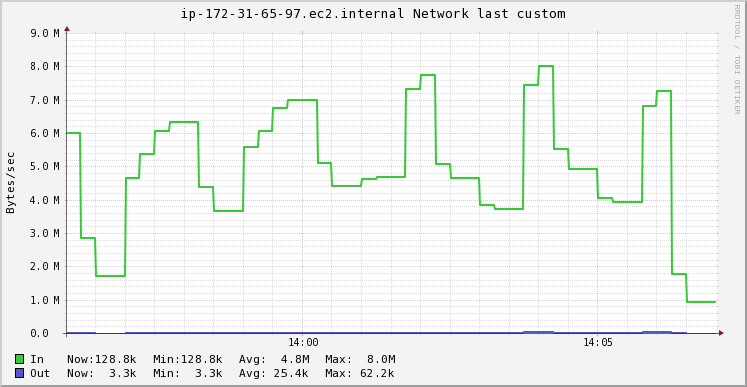 ip-172-31-65-97.ec2.internal Network last custom
RRDTOOL / TOBI OETIKER
Bytes/sec
9.0 M
8.0 M
7.0 M
6.0 M
5.0 M
4.0 M
3.0 M
2.0 M
1.0 M
0.0
14:00 14:05
In Now:128.8k Min:128.8k Avg: 4.8M Max: 8.0M
Out Now: 3.3k Min: 3.3k Avg: 25.4k Max: 62.2k